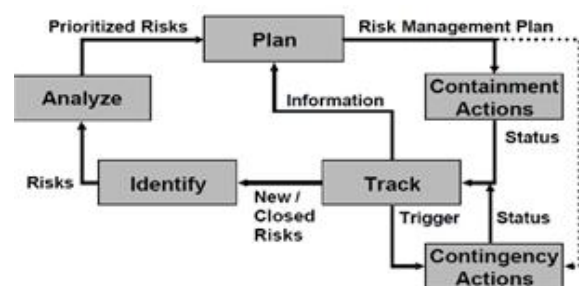 Prioritized Risks
Plan
Risk Management Plan
Analyze
Information
Containment
Actions
Status
Risks
Identify
New /
Closed
Risks
Track
Trigger
Status
Contingency
Actions